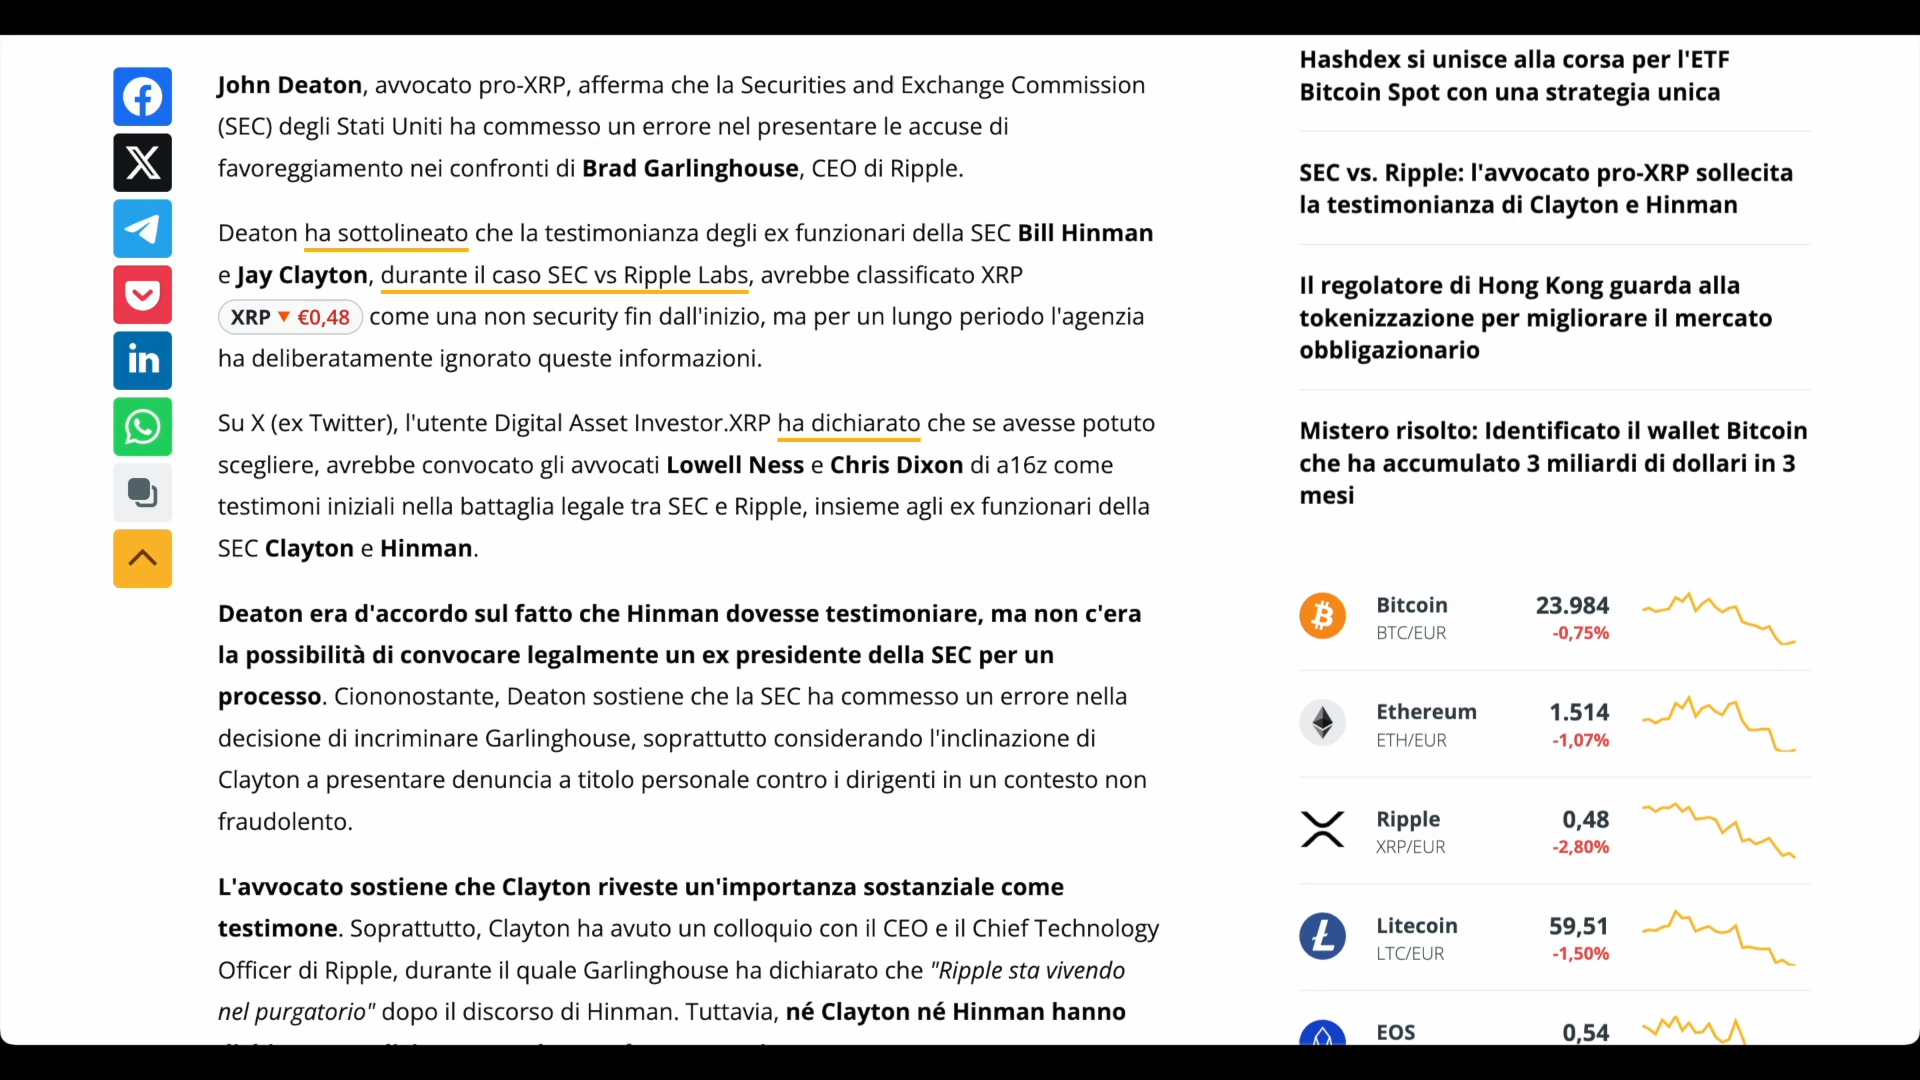 John Deaton, avvocato pro-XRP, afferma che la Securities and Exchange Commission
(SEC) degli Stati Uniti ha commesso un errore nel presentare le accuse di
favoreggiamento nei confronti di Brad Garlinghouse, CEO di Ripple.
Deaton ha sottolineato che la testimonianza degli ex funzionari della SEC Bill Hinman
e Jay Clayton, durante il caso SEC vs Ripple Labs, avrebbe classificato XRP
XRP ▼ €0,48 come una non security fin dall'inizio, ma per un lungo periodo l'agenzia
ha deliberatamente ignorato queste informazioni.
Su X (ex Twitter), l'utente Digital Asset Investor.XRP ha dichiarato che se avesse potuto
scegliere, avrebbe convocato gli avvocati Lowell Ness e Chris Dixon di a16z come
testimoni iniziali nella battaglia legale tra SEC e Ripple, insieme agli ex funzionari della
SEC Clayton e Hinman.
Deaton era d'accordo sul fatto che Hinman dovesse testimoniare, ma non c'era
la possibilità di convocare legalmente un ex presidente della SEC per un
processo. Ciononostante, Deaton sostiene che la SEC ha commesso un errore nella
decisione di incriminare Garlinghouse, soprattutto considerando l'inclinazione di
Clayton a presentare denuncia a titolo personale contro i dirigenti in un contesto non
fraudolento.
L'avvocato sostiene che Clayton riveste un'importanza sostanziale come
testimone. Soprattutto, Clayton ha avuto un colloquio con il CEO e il Chief Technology
Officer di Ripple, durante il quale Garlinghouse ha dichiarato che "Ripple sta vivendo
nel purgatorio" dopo il discorso di Hinman. Tuttavia, né Clayton né Hinman hanno
Hashdex si unisce alla corsa per l'ETF
Bitcoin Spot con una strategia unica
SEC vs. Ripple: l'avvocato pro-XRP sollecita
la testimonianza di Clayton e Hinman
Il regolatore di Hong Kong guarda alla
tokenizzazione per migliorare il mercato
obbligazionario
Mistero risolto: Identificato il wallet Bitcoin
che ha accumulato 3 miliardi di dollari in 3
mesi
Bitcoin 23.984
BTC/EUR -0,75%
Ethereum 1.514
ETH/EUR -1,07%
Ripple 0,48
XRP/EUR -2,80%
Litecoin 59,51
LTC/EUR -1,50%
EOS 0,54